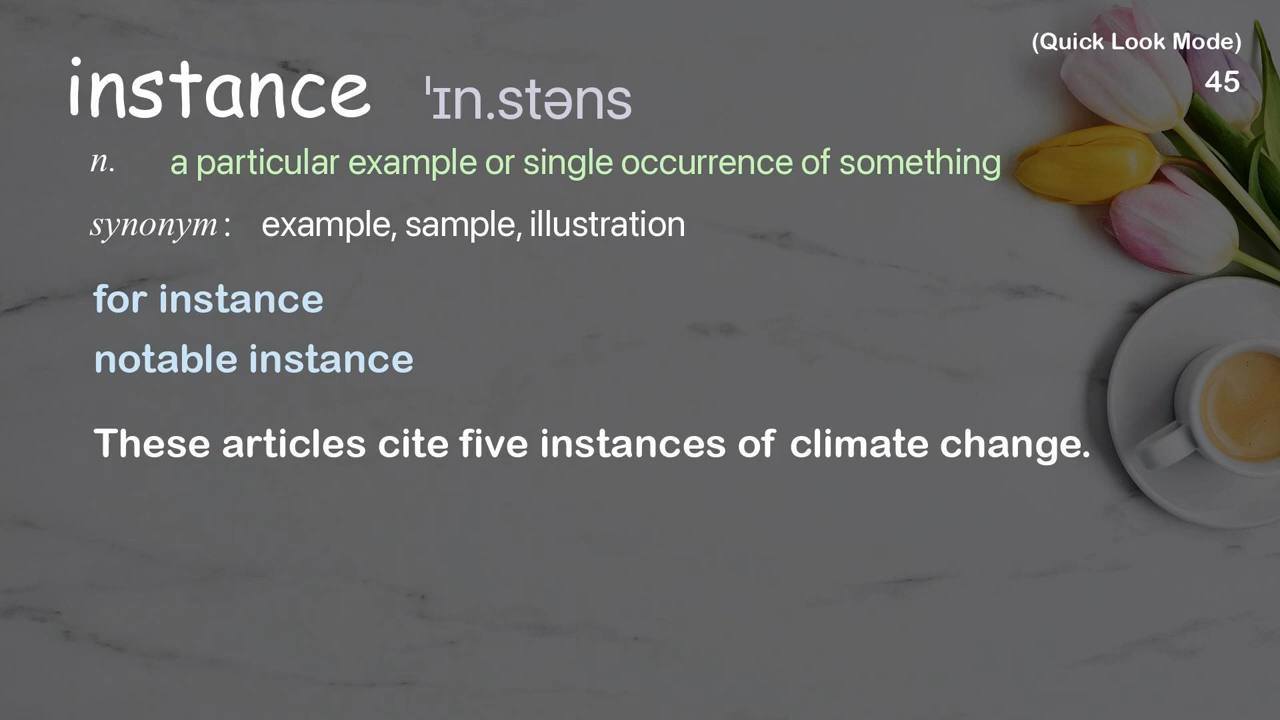 (Quick Look Mode)
45
instance ˈɪn.stəns
n. a particular example or single occurrence of something
synonym : example, sample, illustration
for instance
notable instance
These articles cite five instances of climate change.